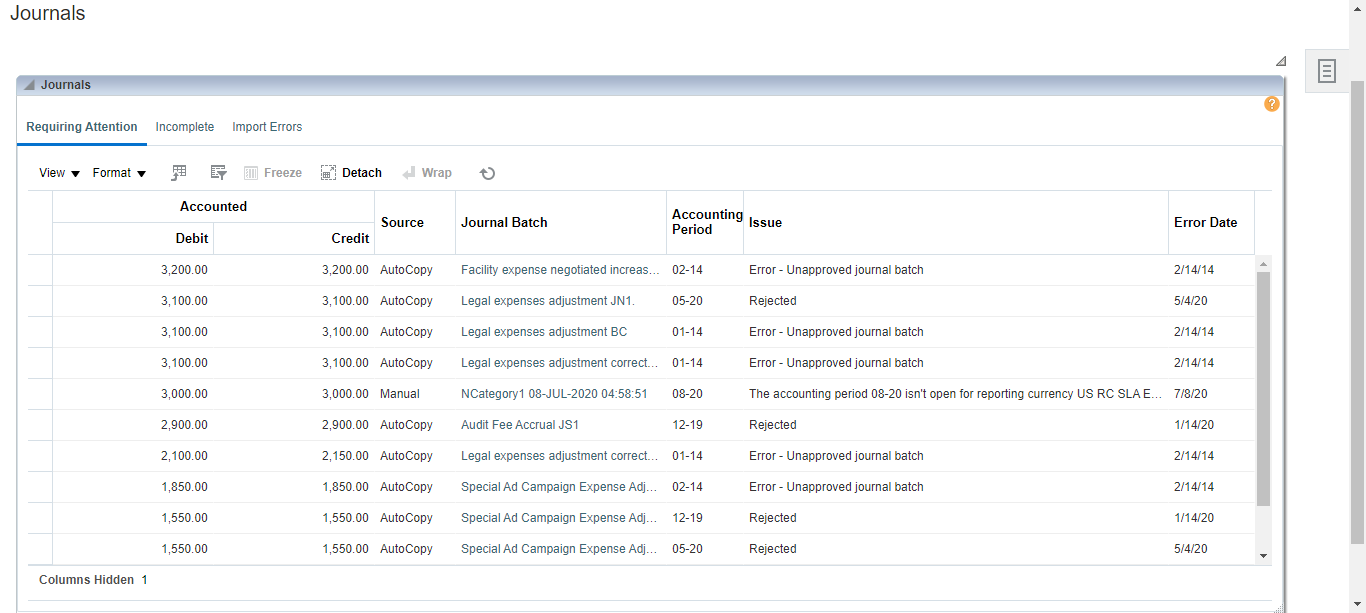 Journals
Journals
?
Requiring Attention Incomplete Import Errors
View Format Freeze Detach Wrap
Accounted Source Journal Batch Accounting Period Issue Error Date
Debit Credit
3,200.00 3,200.00 AutoCopy Facility expense negotiated increas... 02-14 Error - Unapproved journal batch 2/14/14
3,100.00 3,100.00 AutoCopy Legal expenses adjustment JN1. 05-20 Rejected 5/4/20
3,100.00 3,100.00 AutoCopy Legal expenses adjustment BC 01-14 Error - Unapproved journal batch 2/14/14
3,100.00 3,100.00 AutoCopy Legal expenses adjustment correct... 01-14 Error - Unapproved journal batch 2/14/14
3,000.00 3,000.00 Manual NCategory1 08-JUL-2020 04:58:51 08-20 The accounting period 08-20 isn't open for reporting currency US RC SLA E... 7/8/20
2,900.00 2,900.00 AutoCopy Audit Fee Accrual JS1 12-19 Rejected 1/14/20
2,100.00 2,150.00 AutoCopy Legal expenses adjustment correct... 01-14 Error - Unapproved journal batch 2/14/14
1,850.00 1,850.00 AutoCopy Special Ad Campaign Expense Adj... 02-14 Error - Unapproved journal batch 2/14/14
1,550.00 1,550.00 AutoCopy Special Ad Campaign Expense Adj... 12-19 Rejected 1/14/20
1,550.00 1,550.00 AutoCopy Special Ad Campaign Expense Adj... 05-20 Rejected 5/4/20
Columns Hidden 1